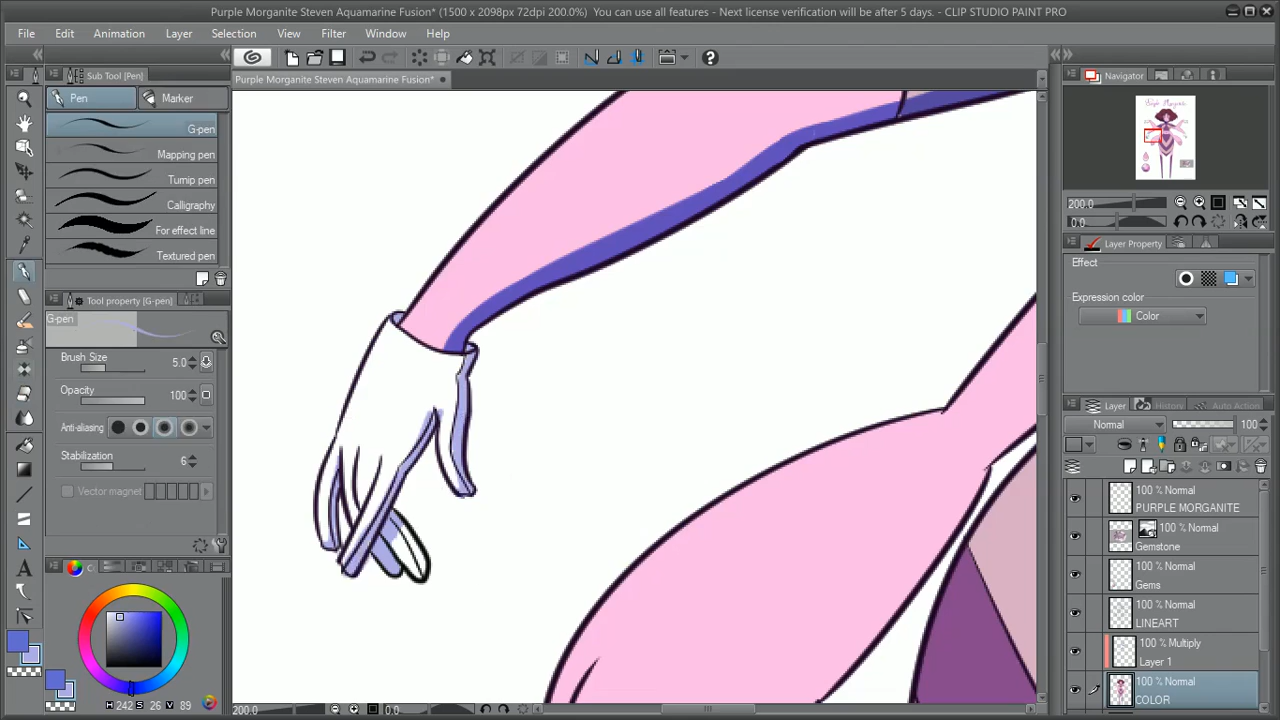 Purple Morganite Steven Aquamarine Fusion* (1500 x 2098px 72dpi 200.0%)  You can use all features - Next license verification will be after 5 days. - CLIP STUDIO PAINT PRO
File Edit Animation Layer Selection View Filter Window Help
Sub Tool [Pen]
Purple Morganite Steven Aquamarine Fusion*
Navigator
Pen Marker
G-pen
Mapping pen
Turnip pen
Calligraphy
For effect line
Textured pen
Tool property [G-pen]
G-pen
Brush Size 5.0
Opacity 100
Anti-aliasing
Stabilization 6
Vector magnet
H 242 S 26 V 89
200.0 0.0
Purple Morganite
200.0
0.0
Layer Property
Effect
Expression color
Color
Layer History Auto Action
Normal 100
100 % Normal
PURPLE MORGANITE
100 % Normal
Gemstone
100 % Normal
Gems
100 % Normal
LINEART
100 % Multiply
Layer 1
100 % Normal
COLOR